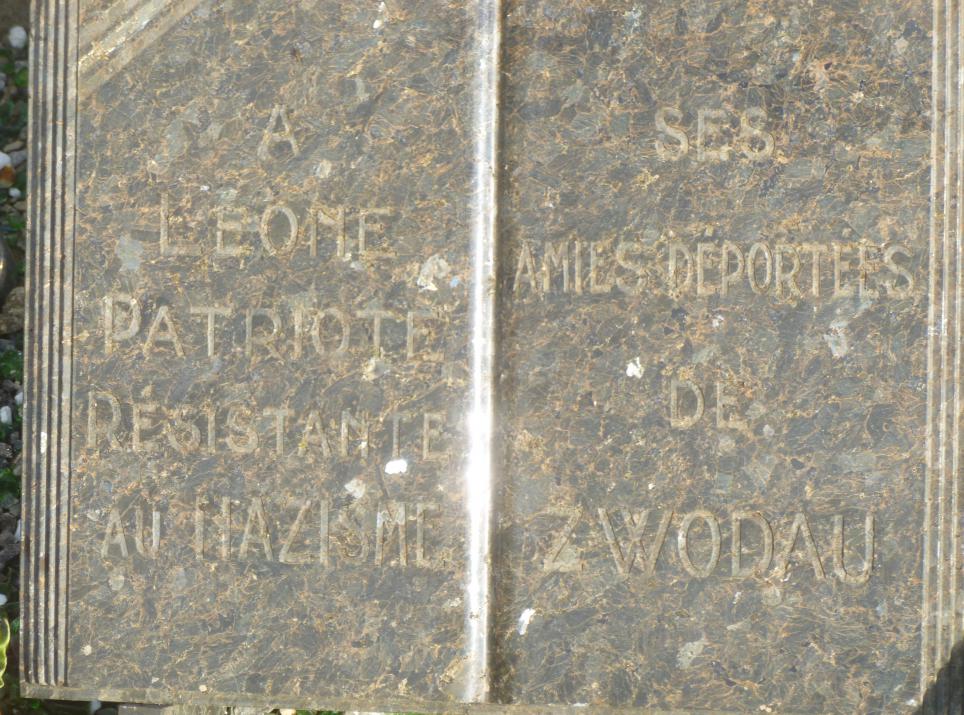 A
LEONE
PATRIOTE
RÉSISTANTE
AU NAZISME
SES
AMIES DÉPORTÉES
DE
ZWODAU